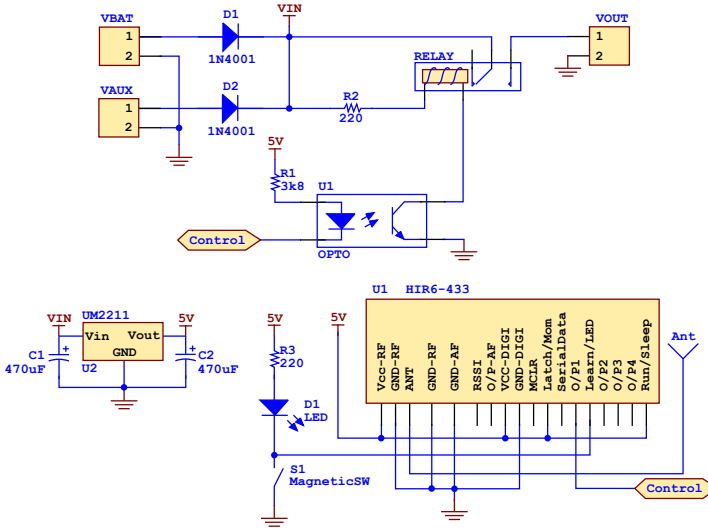 VBAT
1
2
D1
1N4001
VIN
VOUT
1
2
RELAY
VAUX
1
2
D2
1N4001
R2
220
5V
R1
3k8
U1
OPTO
Control
VIN
UM2211
Vin
Vout
GND
U2
5V
C1
470uF
C2
470uF
5V
R3
220
D1
LED
S1
MagneticSW
U1 HIR6-433
5V
Vcc-RF
GND-RF
ANT
GND-RF
GND-AF
RSSI
O/P-AF
VCC-DIGI
GND-DIGI
MCLR
Latch/Mom
SerialData
O/P1
Learn/LED
O/P2
O/P3
O/P4
Run/Sleep
Ant
Control